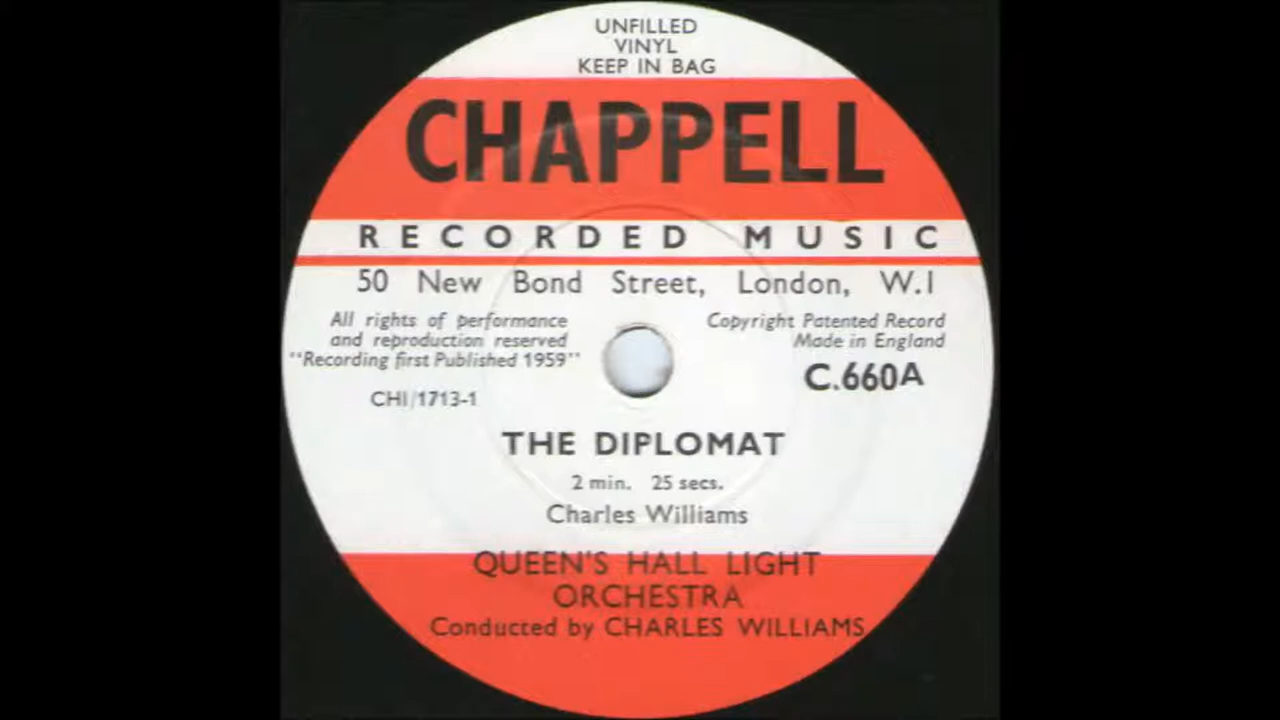 UNFILLED
VINYL
KEEP IN BAG
CHAPPELL
RECORDED MUSIC
50 New Bond Street, London, W.1
All rights of performance
and reproduction reserved
"Recording first Published 1959"
CHI/1713-1
Copyright Patented Record
Made in England
C.660A
THE DIPLOMAT
2 min. 25 secs.
Charles Williams
QUEEN'S HALL LIGHT
ORCHESTRA
Conducted by CHARLES WILLIAMS